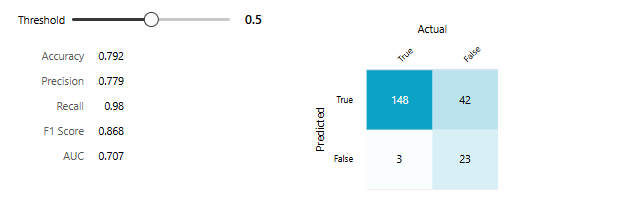 Threshold 0.5
Accuracy 0.792
Precision 0.779
Recall 0.98
F1 Score 0.868
AUC 0.707
Actual
True False
Predicted
True 148 42
False 3 23